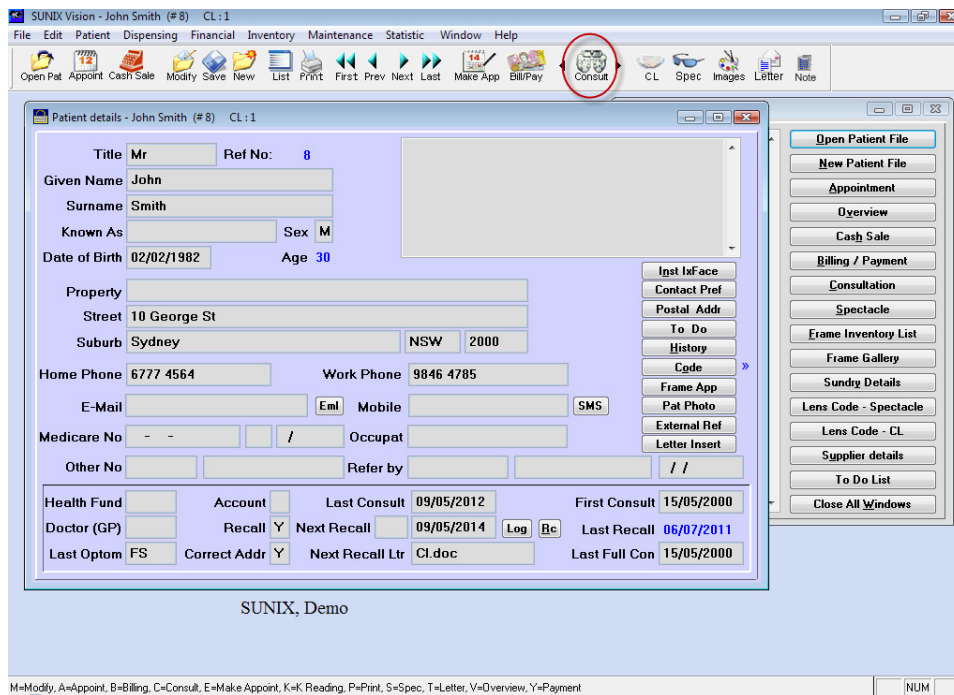 SUNIX Vision - John Smith (# 8) CL : 1
File Edit Patient Dispensing Financial Inventory Maintenance Statistic Window Help
Open Pat Appoint Cash Sale Modify Save New List Print First Prev Next Last Make App Bill/Pay Consult CL Spec Images Letter Note
Patient details - John Smith (# 8) CL : 1
Title Mr Ref No: 8
Given Name John
Surname Smith
Known As Sex M
Date of Birth 02/02/1982 Age 30
Property
Street 10 George St
Suburb Sydney NSW 2000
Home Phone 6777 4564 Work Phone 9846 4785
E-Mail Eml Mobile SMS
Medicare No - - / Occupat
Other No Refer by / /
Inst IxFace
Contact Pref
Postal Addr
To Do
History
Code »
Frame App
Pat Photo
External Ref
Letter Insert
Health Fund Account Last Consult 09/05/2012 First Consult 15/05/2000
Doctor (GP) Recall Y Next Recall 09/05/2014 Log Rc Last Recall 06/07/2011
Last Optom FS Correct Addr Y Next Recall Ltr Cl.doc Last Full Con 15/05/2000
Open Patient File
New Patient File
Appointment
Overview
Cash Sale
Billing / Payment
Consultation
Spectacle
Frame Inventory List
Frame Gallery
Sundry Details
Lens Code - Spectacle
Lens Code - CL
Supplier details
To Do List
Close All Windows
SUNIX, Demo
M=Modify, A=Appoint, B=Billing, C=Consult, E=Make Appoint, K=K Reading, P=Print, S=Spec, T=Letter, V=Overview, Y=Payment NUM